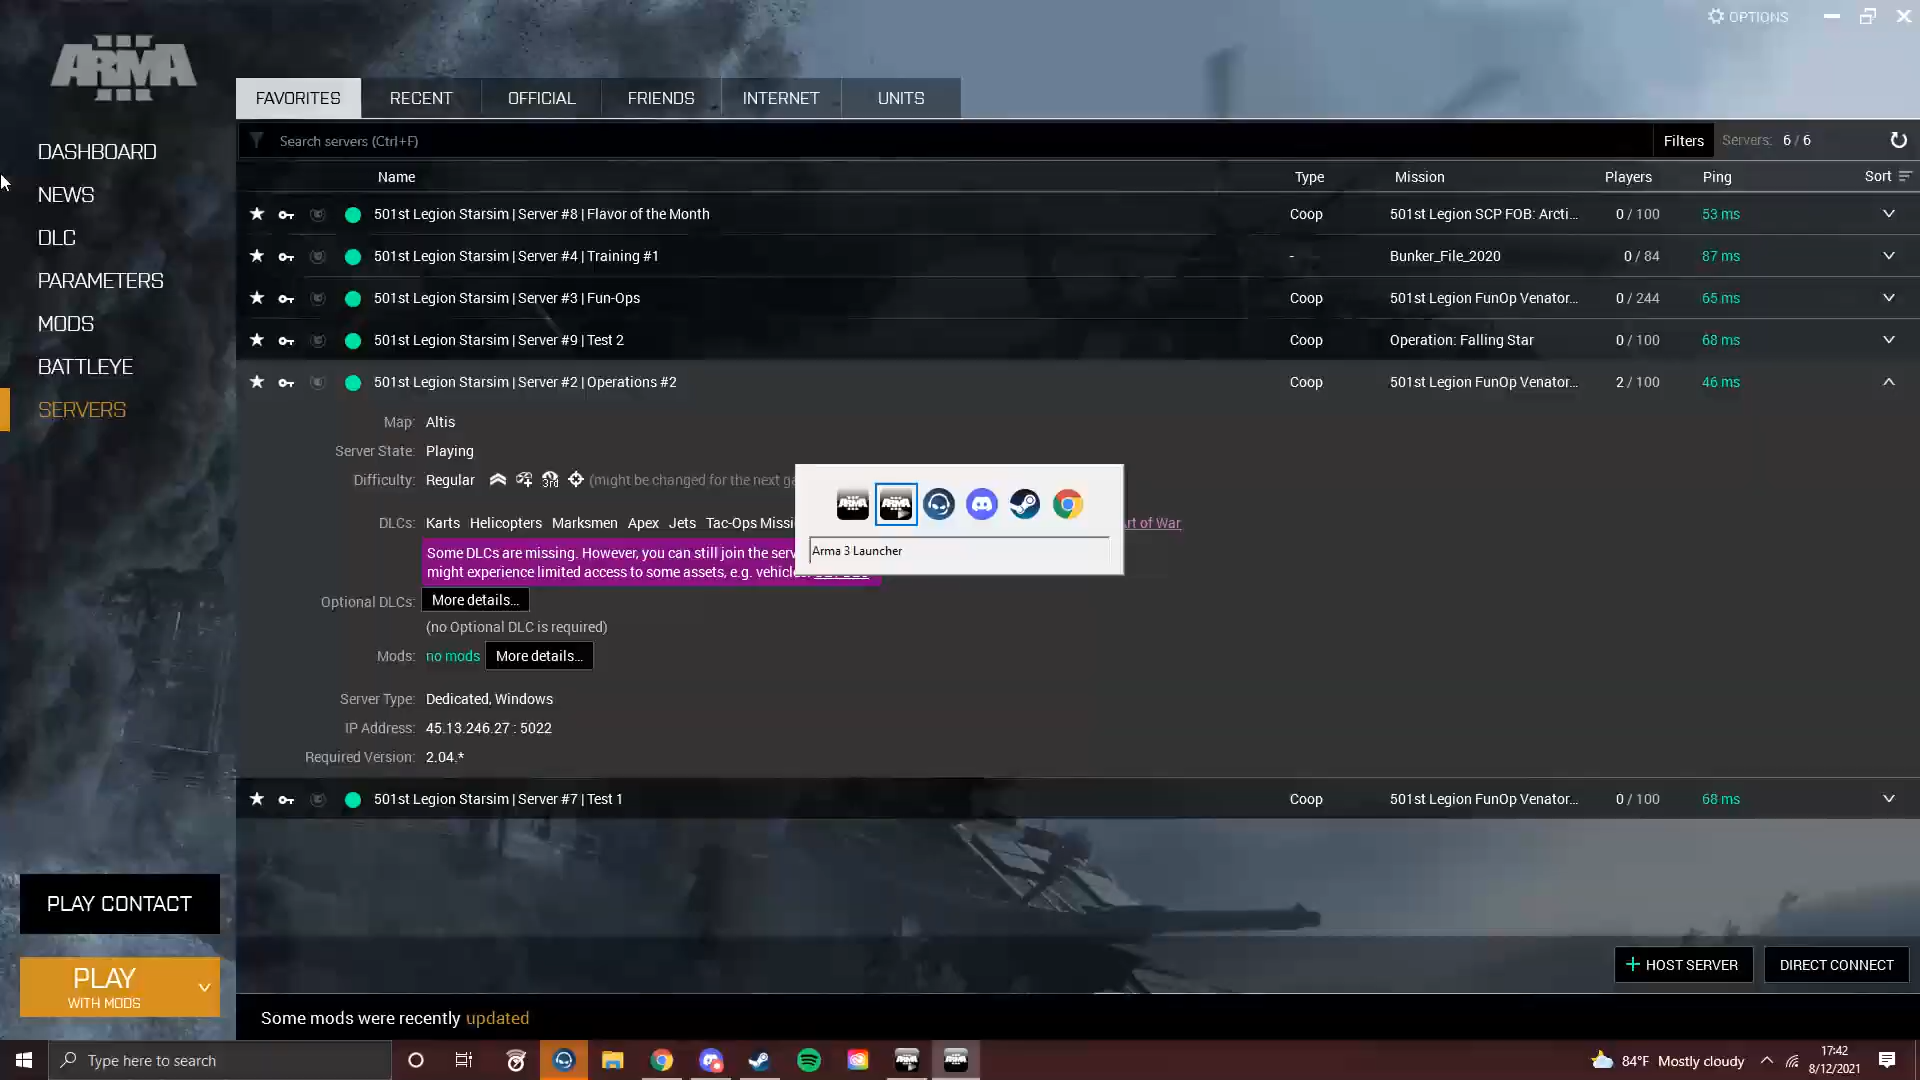 OPTIONS
ARMA III
FAVORITES RECENT OFFICIAL FRIENDS INTERNET UNITS
Search servers (Ctrl+F) Filters Servers: 6 / 6
DASHBOARD
NEWS
DLC
PARAMETERS
MODS
BATTLEYE
SERVERS
Name Type Mission Players Ping Sort
501st Legion Starsim | Server #8 | Flavor of the Month Coop 501st Legion SCP FOB: Arcti... 0 / 100 53 ms
501st Legion Starsim | Server #4 | Training #1 - Bunker_File_2020 0 / 84 87 ms
501st Legion Starsim | Server #3 | Fun-Ops Coop 501st Legion FunOp Venator... 0 / 244 65 ms
501st Legion Starsim | Server #9 | Test 2 Coop Operation: Falling Star 0 / 100 68 ms
501st Legion Starsim | Server #2 | Operations #2 Coop 501st Legion FunOp Venator... 2 / 100 46 ms
Map: Altis
Server State: Playing
Difficulty: Regular 3rd (might be changed for the next
DLCs: Karts Helicopters Marksmen Apex Jets Tac-Ops Art of War
Some DLCs are missing. However, you can still join the
might experience limited access to some assets, e.g.
Optional DLCs: More details...
(no Optional DLC is required)
Mods: no mods More details...
Server Type: Dedicated, Windows
IP Address: 45.13.246.27 : 5022
Required Version: 2.04.*
Arma 3 Launcher
501st Legion Starsim | Server #7 | Test 1 Coop 501st Legion FunOp Venator... 0 / 100 68 ms
PLAY CONTACT
PLAY
WITH MODS
HOST SERVER DIRECT CONNECT
Some mods were recently updated
Type here to search
84°F Mostly cloudy
17:42
8/12/2021